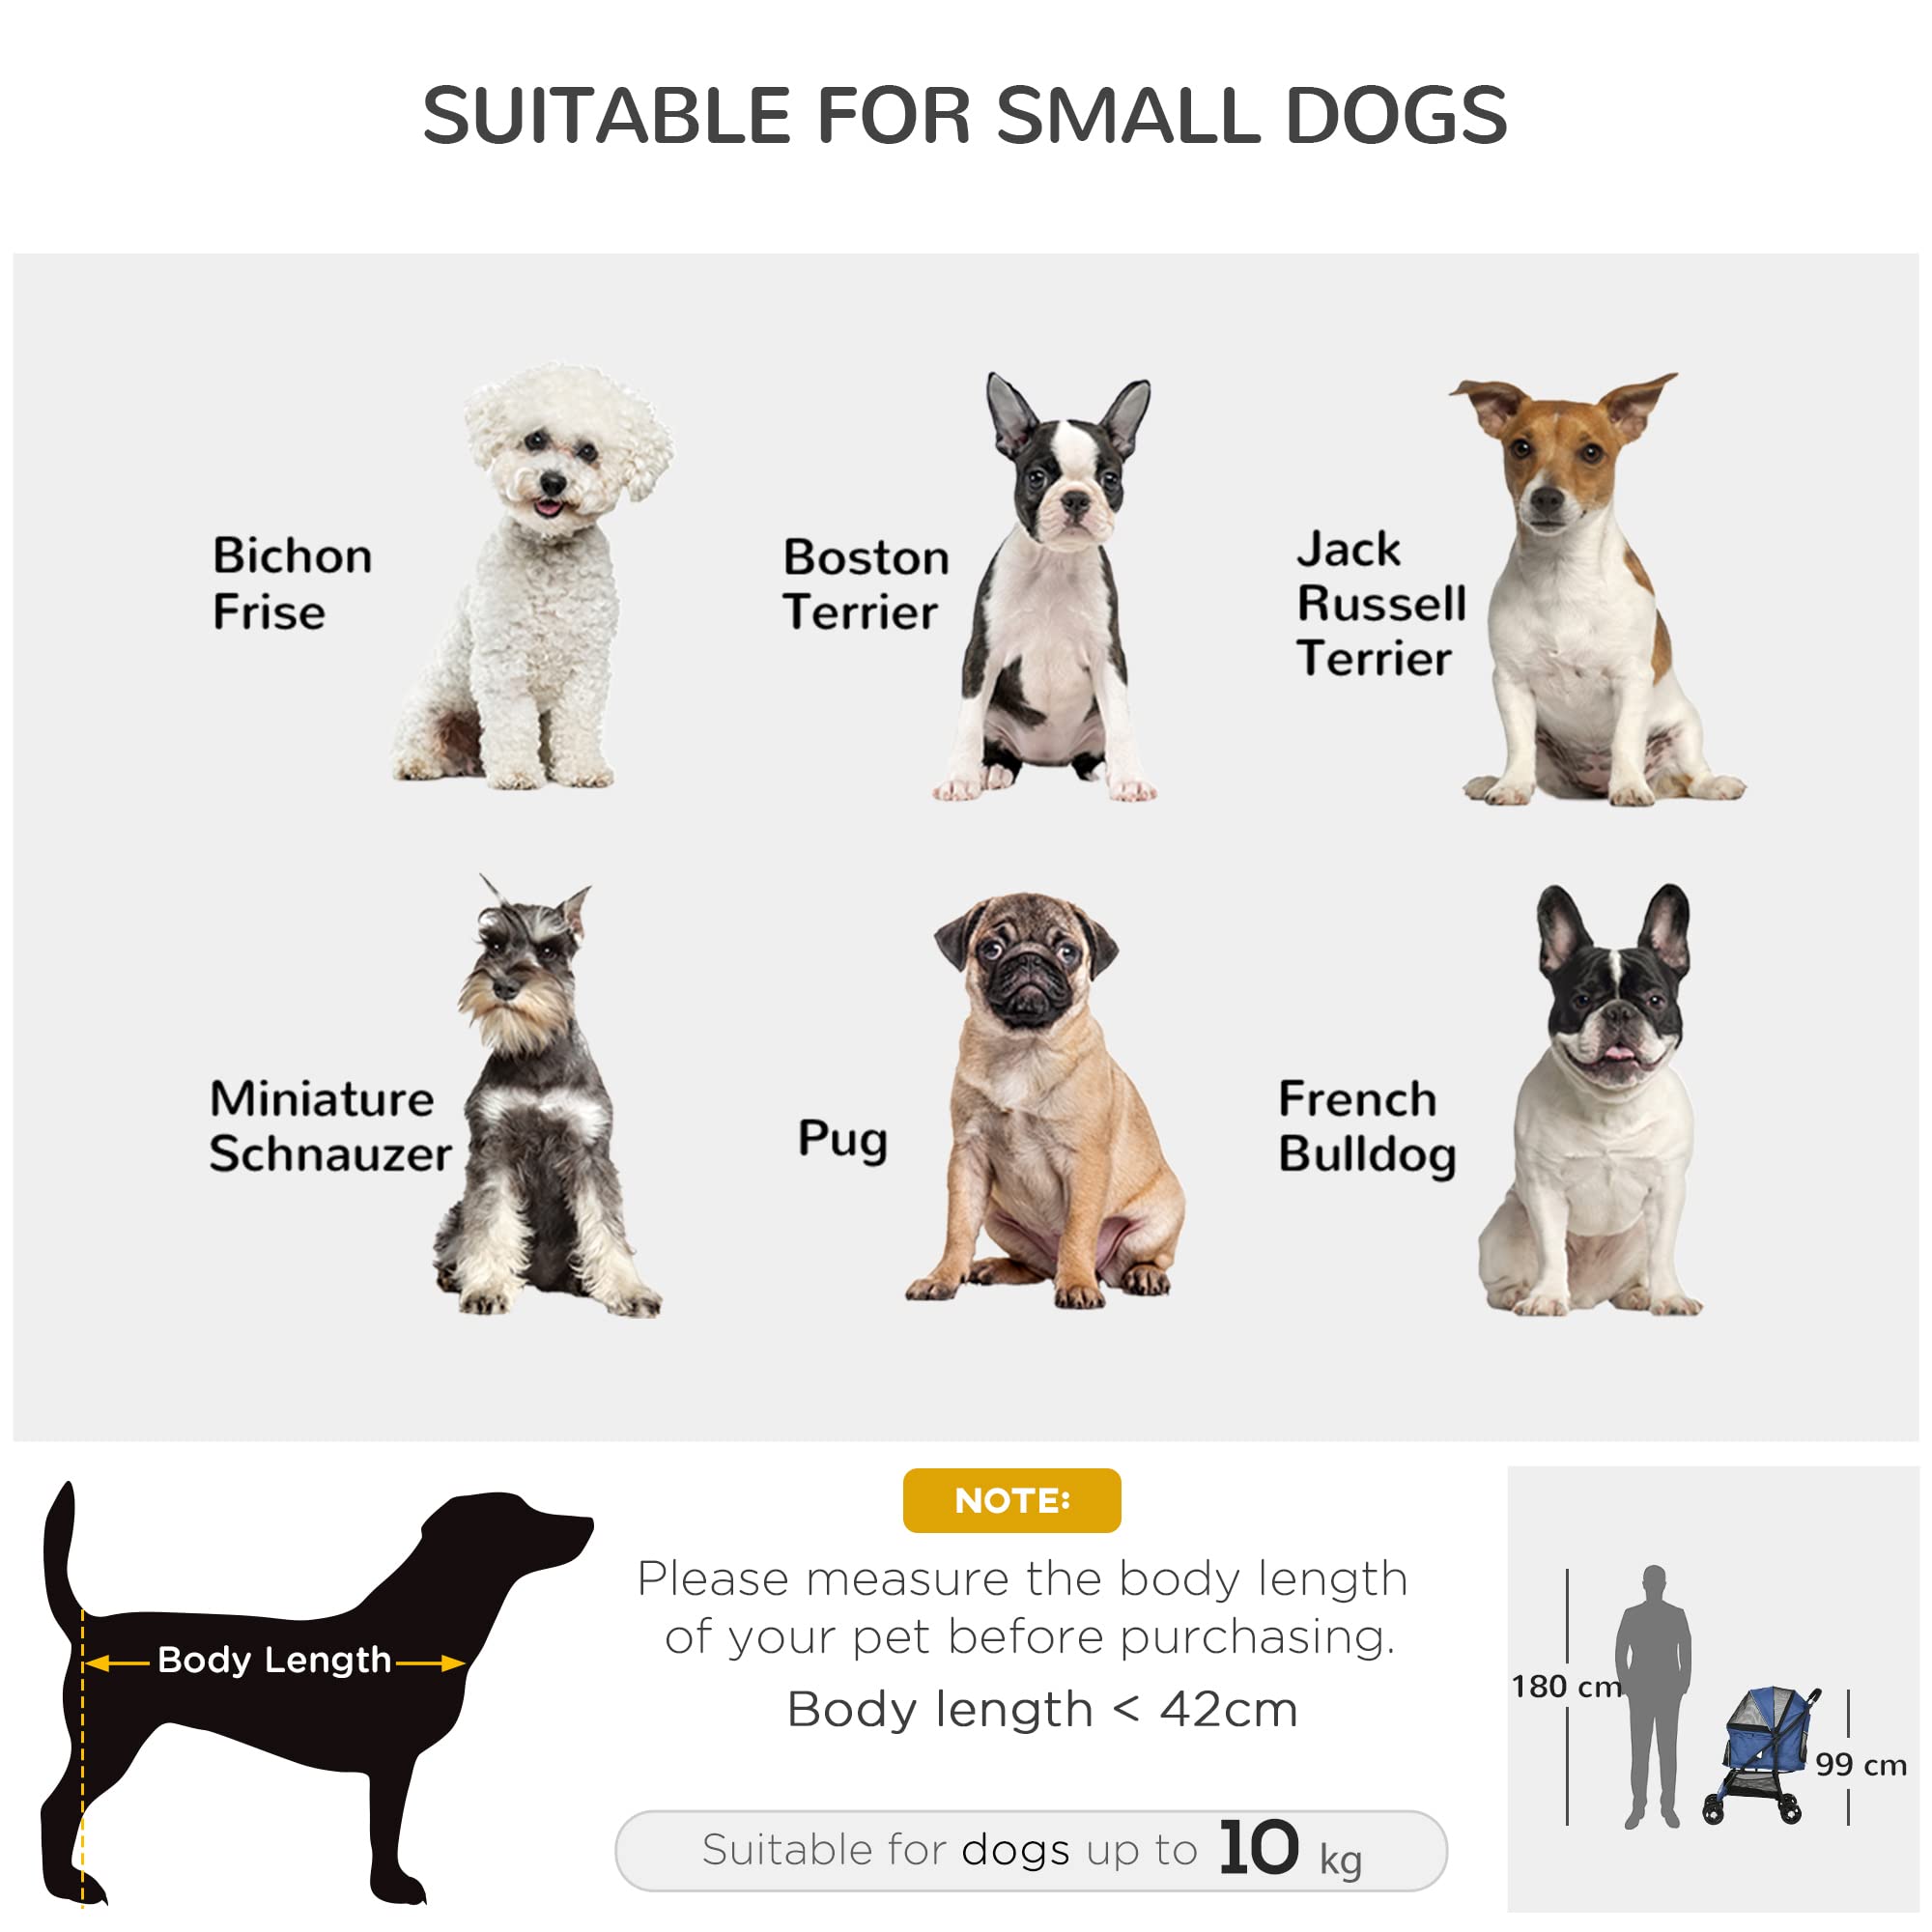 SUITABLE FOR SMALL DOGS
Bichon
Frise
Boston
Terrier
Jack
Russell
Terrier
Miniature
Schnauzer
Pug
French
Bulldog
Body Length
NOTE:
Please measure the body length
of your pet before purchasing.
Body length < 42cm
Suitable for dogs up to 10 kg
180 cm
99 cm